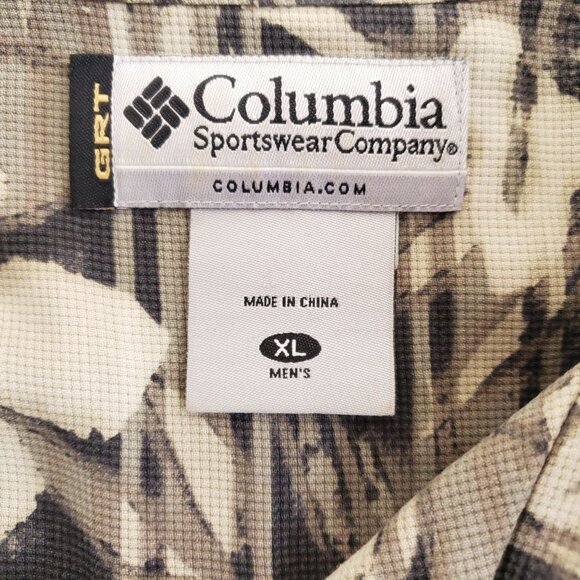 GRT
Columbia
Sportswear Company®
COLUMBIA.COM
MADE IN CHINA
XL
MEN'S